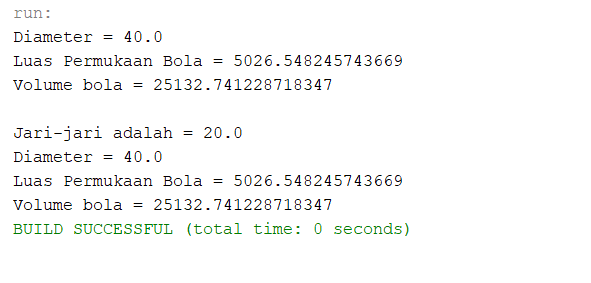 run:
Diameter = 40.0
Luas Permukaan Bola = 5026.548245743669
Volume bola = 25132.741228718347
Jari-jari adalah = 20.0
Diameter = 40.0
Luas Permukaan Bola = 5026.548245743669
Volume bola = 25132.741228718347
BUILD SUCCESSFUL (total time: 0 seconds)